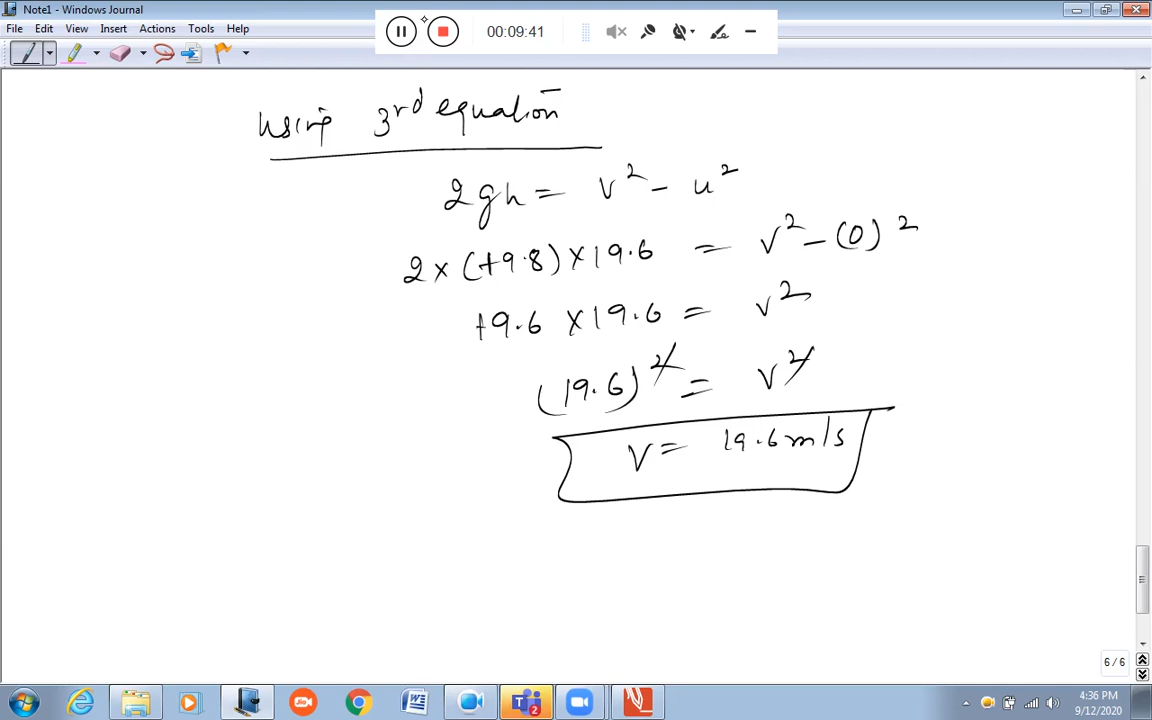 Note1 - Windows Journal
00:09:41
File Edit View Insert Actions Tools Help
Using 3rd equation
2gh = v² - u²
2 × (+9.8) × 19.6 = v² - (0)²
19.6 × 19.6 = v²
(19.6)² = v²
v = 19.6 m/s
6 / 6
2
4:36 PM
9/12/2020